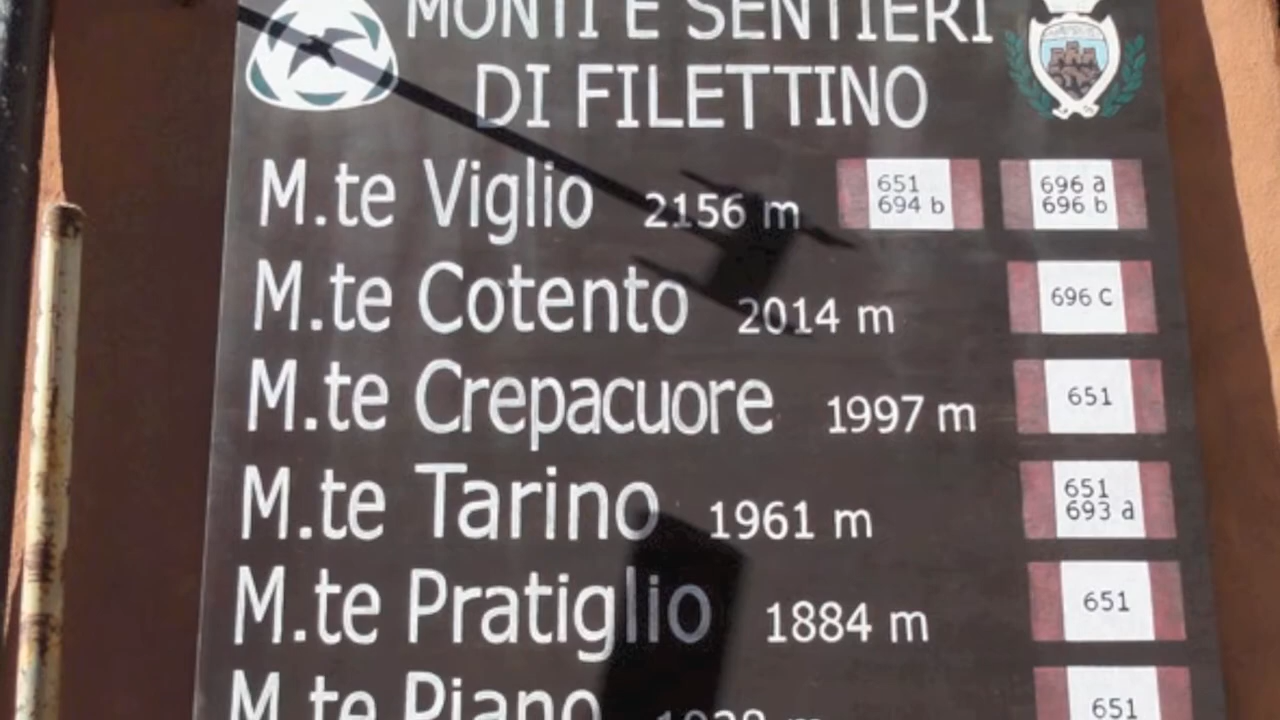 MONTI E SENTIERI
DI FILETTINO
M.te Viglio 2156 m 651 694 b 696 a 696 b
M.te Cotento 2014 m 696 C
M.te Crepacuore 1997 m 651
M.te Tarino 1961 m 651 693 a
M.te Pratiglio 1884 m 651
M.te Piano m 651